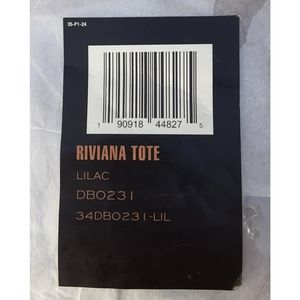 35-P1-24
1 90918 44827 5
RIVIANA TOTE
LILAC
DB0231
34DB0231-LIL